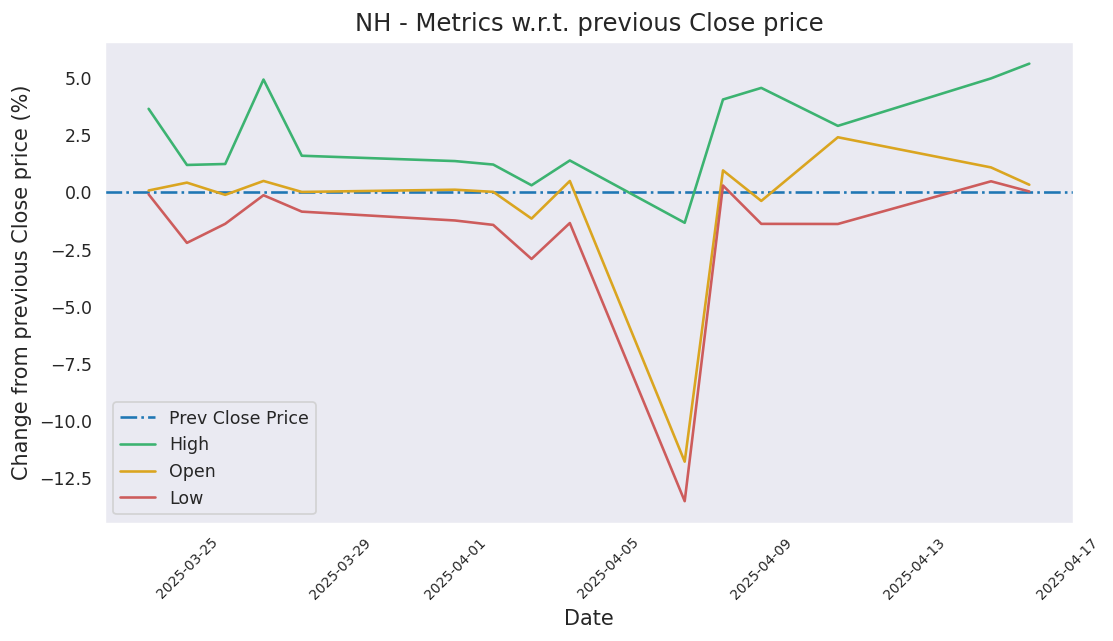 NH - Metrics w.r.t. previous Close price
Change from previous Close price (%)
5.0
2.5
0.0
−2.5
−5.0
−7.5
−10.0
−12.5
Prev Close Price
High
Open
Low
2025-03-25
2025-03-29
2025-04-01
2025-04-05
2025-04-09
2025-04-13
2025-04-17
Date